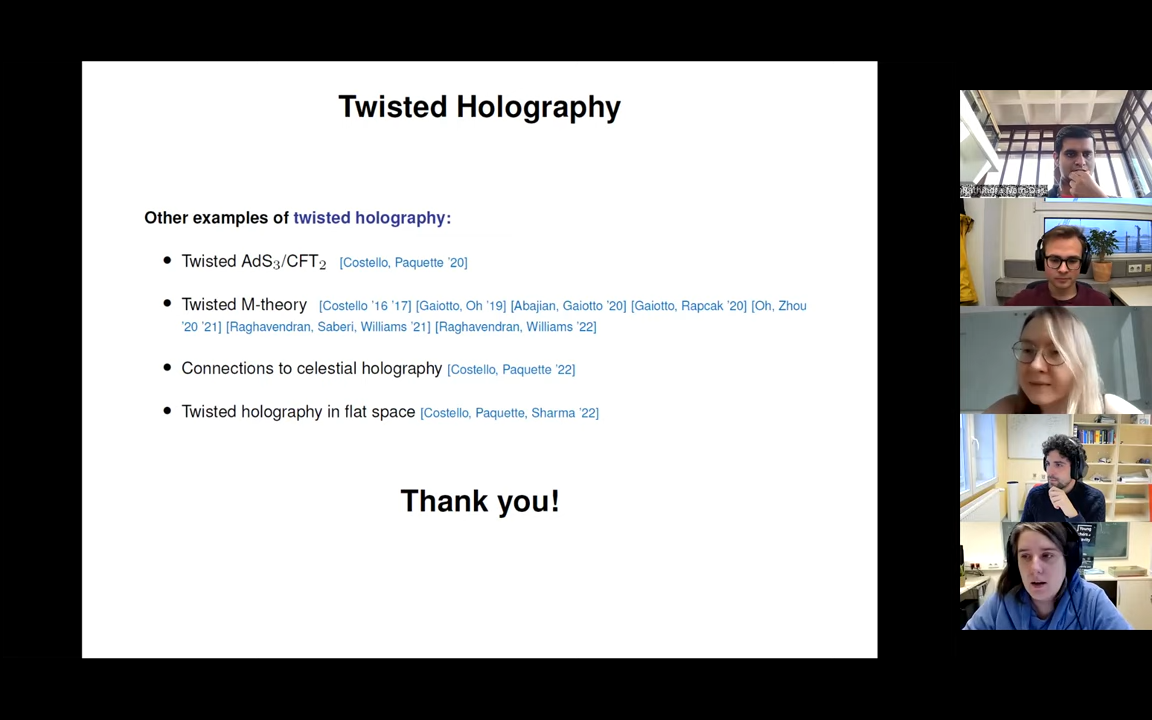 Twisted Holography
Other examples of twisted holography:
• Twisted AdS₃/CFT₂ [Costello, Paquette '20]
• Twisted M-theory [Costello '16 '17] [Gaiotto, Oh '19] [Abajian, Gaiotto '20] [Gaiotto, Rapcak '20] [Oh, Zhou
'20 '21] [Raghavendran, Saberi, Williams '21] [Raghavendran, Williams '22]
• Connections to celestial holography [Costello, Paquette '22]
• Twisted holography in flat space [Costello, Paquette, Sharma '22]
Thank you!